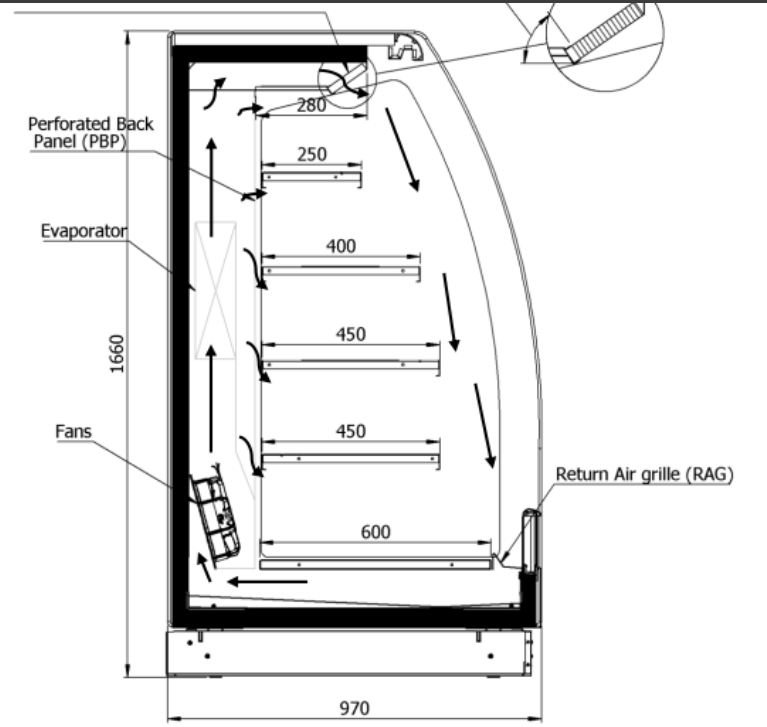 280
Perforated Back
Panel (PBP)
250
Evaporator
400
450
1660
Fans
450
Return Air grille (RAG)
600
970